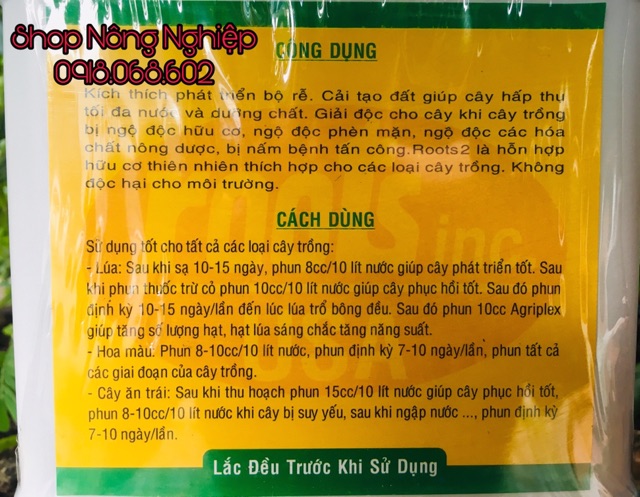 Shop Nông Nghiệp
0918.068.602
CÔNG DỤNG
Kích thích phát triển bộ rễ. Cải tạo đất giúp cây hấp thụ
tối đa nước và dưỡng chất. Giải độc cho cây khi cây trồng
bị ngộ độc hữu cơ, ngộ độc phèn mặn, ngộ độc các hóa
chất nông dược, bị nấm bệnh tấn công.Roots2 là hỗn hợp
hữu cơ thiên nhiên thích hợp cho các loại cây trồng. Không
độc hại cho môi trường.
CÁCH DÙNG
Sử dụng tốt cho tất cả các loại cây trồng:
- Lúa: Sau khi sạ 10-15 ngày, phun 8cc/10 lít nước giúp cây phát triển tốt. Sau
khi phun thuốc trừ cỏ phun 10cc/10 lít nước giúp cây phục hồi tốt. Sau đó phun
định kỳ 10-15 ngày/lần đến lúc lúa trổ bông đều. Sau đó phun 10cc Agriplex
giúp tăng số lượng hạt, hạt lúa sáng chắc tăng năng suất.
- Hoa màu: Phun 8-10cc/10 lít nước, phun định kỳ 7-10 ngày/lần, phun tất cả
các giai đoạn của cây trồng.
- Cây ăn trái: Sau khi thu hoạch phun 15cc/10 lít nước giúp cây phục hồi tốt,
phun 8-10cc/10 lít nước khi cây bị suy yếu, sau khi ngập nước ..., phun định kỳ
7-10 ngày/lần.
roots inc
USA
Lắc Đều Trước Khi Sử Dụng